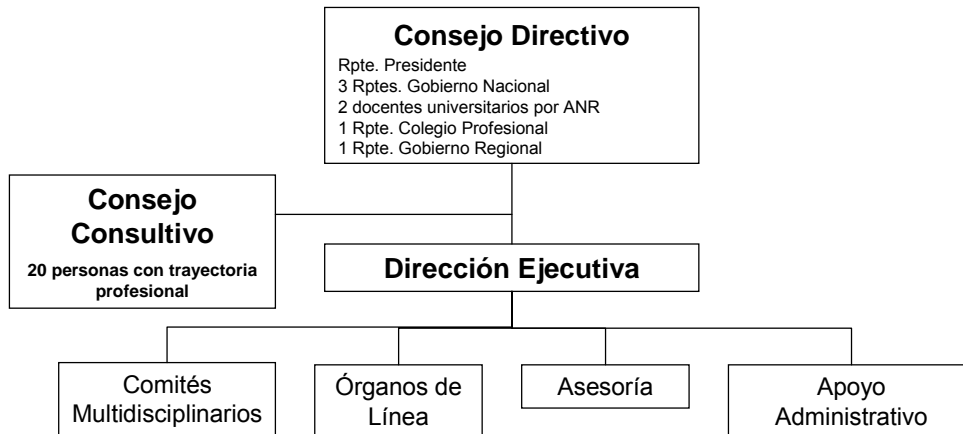 Consejo Directivo
Rpte. Presidente
3 Rptes. Gobierno Nacional
2 docentes universitarios por ANR
1 Rpte. Colegio Profesional
1 Rpte. Gobierno Regional
Consejo
Consultivo
20 personas con trayectoria
profesional
Dirección Ejecutiva
Comités
Multidisciplinarios
Órganos de
Línea
Asesoría
Apoyo
Administrativo